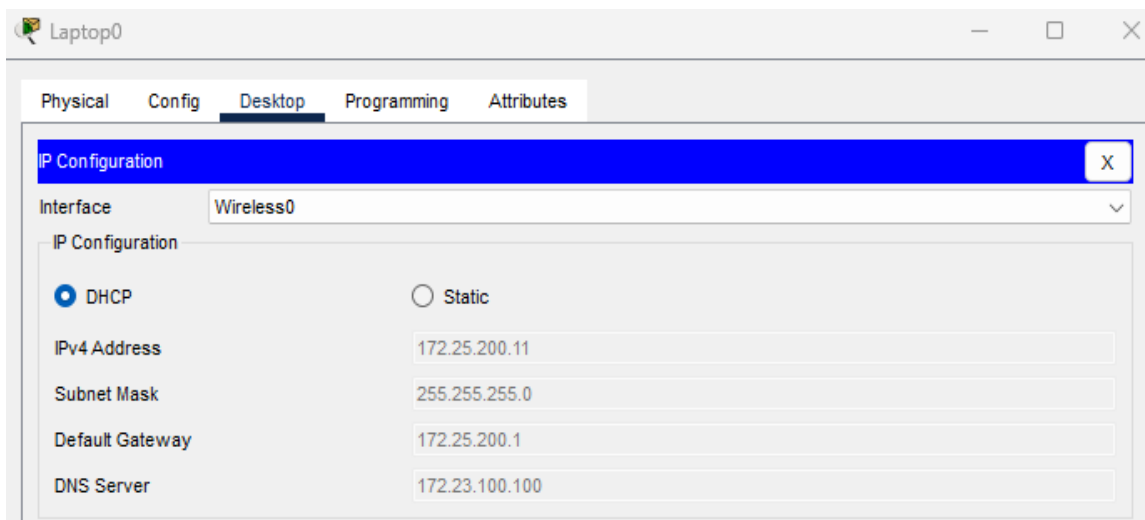 Laptop0
Physical Config Desktop Programming Attributes
IP Configuration X
Interface Wireless0
IP Configuration
DHCP Static
IPv4 Address 172.25.200.11
Subnet Mask 255.255.255.0
Default Gateway 172.25.200.1
DNS Server 172.23.100.100